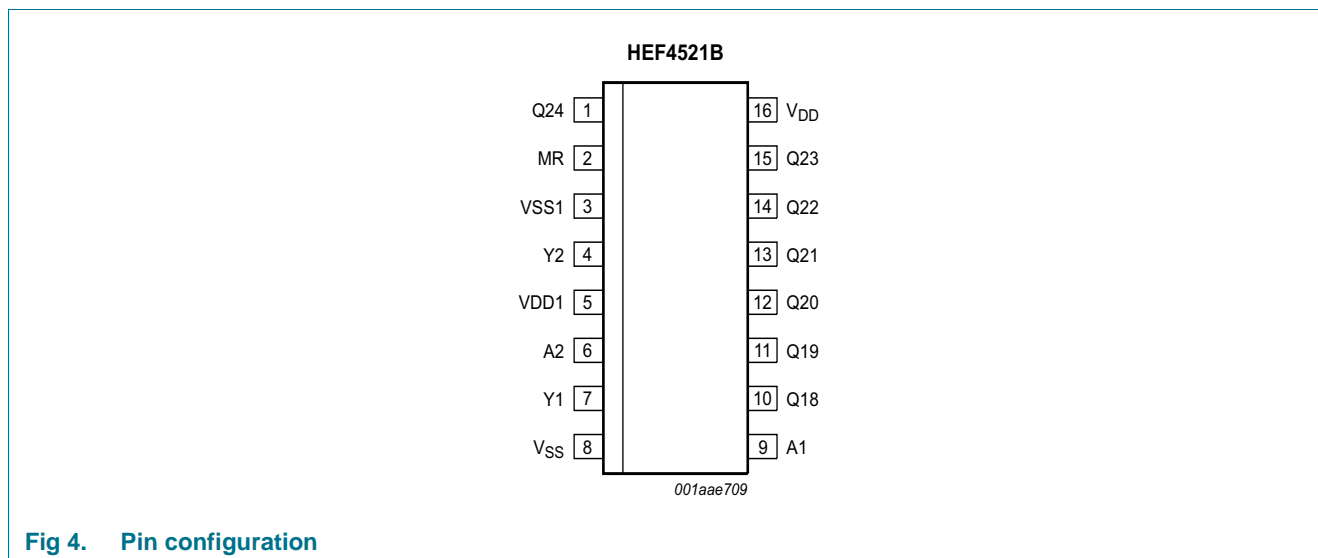 HEF4521B
Q24 1 16 VDD
MR 2 15 Q23
VSS1 3 14 Q22
Y2 4 13 Q21
VDD1 5 12 Q20
A2 6 11 Q19
Y1 7 10 Q18
VSS 8 9 A1
001aae709
Fig 4. Pin configuration